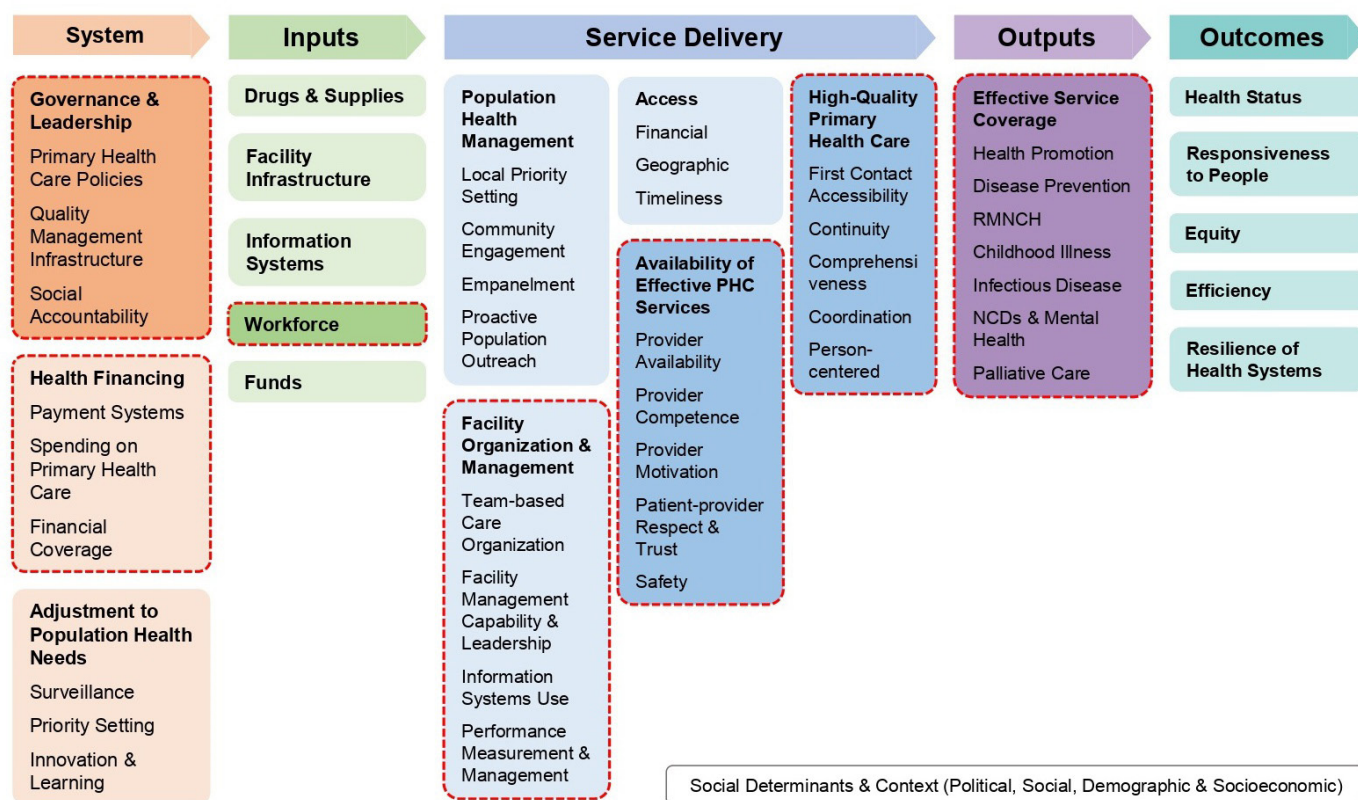 System
Inputs
Service Delivery
Outputs
Outcomes
Governance &
Leadership
Primary Health
Care Policies
Quality
Management
Infrastructure
Social
Accountability
Health Financing
Payment Systems
Spending on
Primary Health
Care
Financial
Coverage
Adjustment to
Population Health
Needs
Surveillance
Priority Setting
Innovation &
Learning
Drugs & Supplies
Facility
Infrastructure
Information
Systems
Workforce
Funds
Population
Health
Management
Local Priority
Setting
Community
Engagement
Empanelment
Proactive
Population
Outreach
Facility
Organization &
Management
Team-based
Care
Organization
Facility
Management
Capability &
Leadership
Information
Systems Use
Performance
Measurement &
Management
Access
Financial
Geographic
Timeliness
Availability of
Effective PHC
Services
Provider
Availability
Provider
Competence
Provider
Motivation
Patient-provider
Respect &
Trust
Safety
High-Quality
Primary
Health Care
First Contact
Accessibility
Continuity
Comprehensi
veness
Coordination
Person-
centered
Effective Service
Coverage
Health Promotion
Disease Prevention
RMNCH
Childhood Illness
Infectious Disease
NCDs & Mental
Health
Palliative Care
Health Status
Responsiveness
to People
Equity
Efficiency
Resilience of
Health Systems
Social Determinants & Context (Political, Social, Demographic & Socioeconomic)